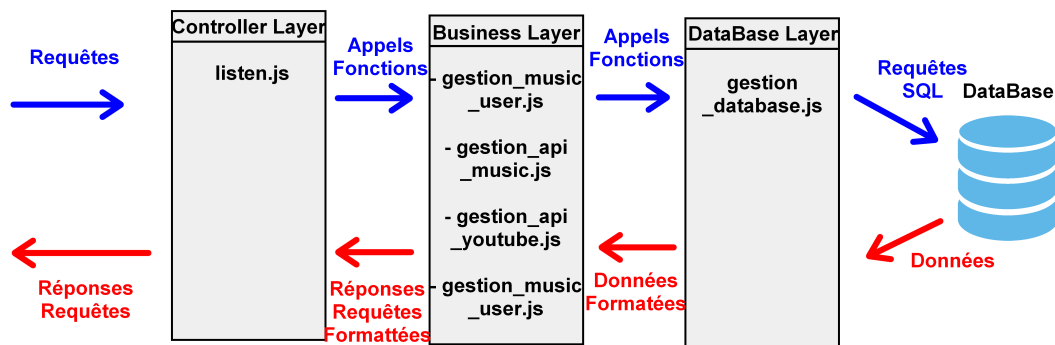 Controller Layer
listen.js
Business Layer
- gestion_music
_user.js
- gestion_api
_music.js
- gestion_api
_youtube.js
- gestion_music
_user.js
DataBase Layer
gestion
_database.js
DataBase
Requêtes
Appels
Fonctions
Appels
Fonctions
Requêtes
SQL
Réponses
Requêtes
Réponses
Requêtes
Formattées
Données
Formatées
Données